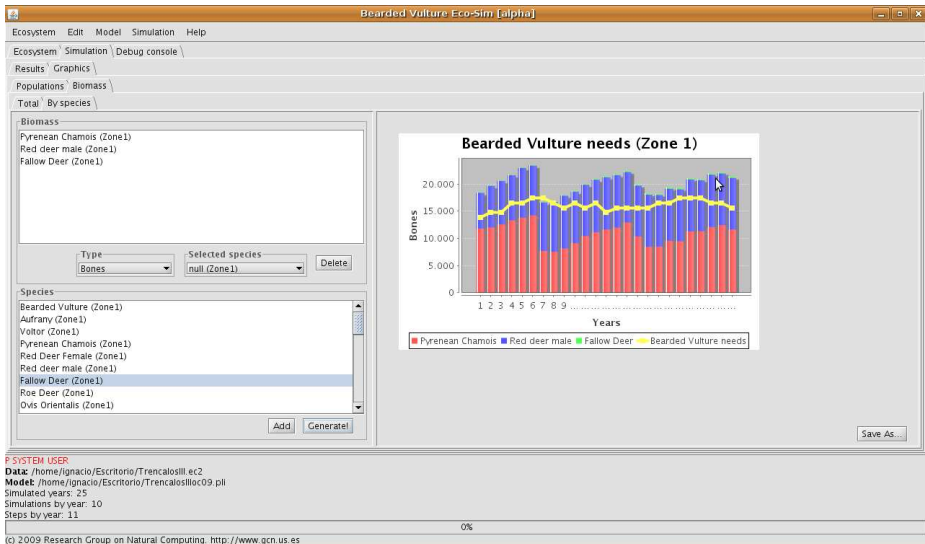 Bearded Vulture Eco-Sim [alpha]
Ecosystem Edit Model Simulation Help
Ecosystem Simulation Debug console
Results Graphics
Populations Biomass
Total By species
Biomass
Pyrenean Chamois (Zone1)
Red deer male (Zone1)
Fallow Deer (Zone1)
Type
Bones
Selected species
null (Zone1)
Delete
Species
Bearded Vulture (Zone1)
Aufrany (Zone1)
Voltor (Zone1)
Pyrenean Chamois (Zone1)
Red Deer Female (Zone1)
Red deer male (Zone1)
Fallow Deer (Zone1)
Roe Deer (Zone1)
Ovis Orientalis (Zone1)
Add Generate!
Bearded Vulture needs (Zone 1)
Bones
20.000
15.000
10.000
5.000
0
1 2 3 4 5 6 7 8 9 ... ... ... ... ... ... ... ... ... ... ... ... ... ... ... ...
Years
Pyrenean Chamois Red deer male Fallow Deer Bearded Vulture needs
Save As...
P SYSTEM USER
Data: /home/ignacio/Escritorio/TrencalosIII.ec2
Model: /home/ignacio/Escritorio/TrencalosIIIoc09.pli
Simulated years: 25
Simulations by year: 10
Steps by year: 11
0%
(c) 2009 Research Group on Natural Computing. http://www.gcn.us.es